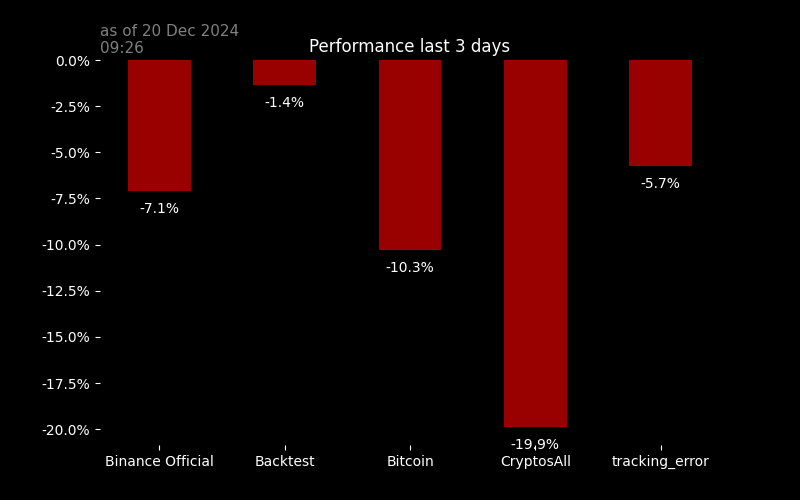 as of 20 Dec 2024
09:26
Performance last 3 days
0.0%
-2.5%
-5.0%
-7.5%
-10.0%
-12.5%
-15.0%
-17.5%
-20.0%
-7.1%
-1.4%
-10.3%
-19.9%
-5.7%
Binance Official
Backtest
Bitcoin
CryptosAll
tracking_error